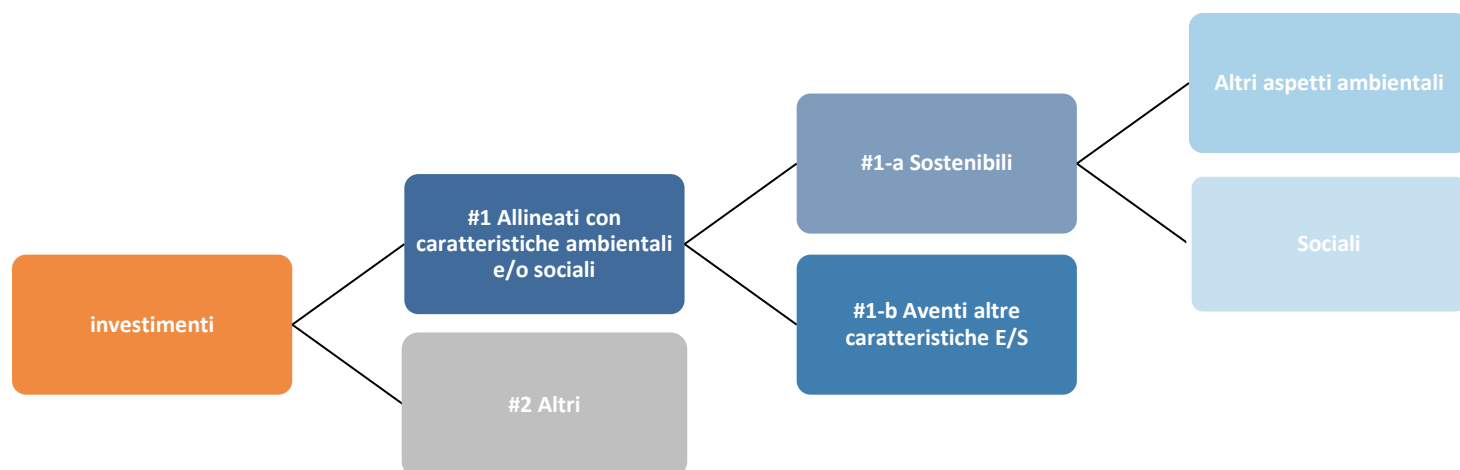 investimenti
#1 Allineati con
caratteristiche ambientali
e/o sociali
#2 Altri
#1-a Sostenibili
#1-b Aventi altre
caratteristiche E/S
Altri aspetti ambientali
Sociali